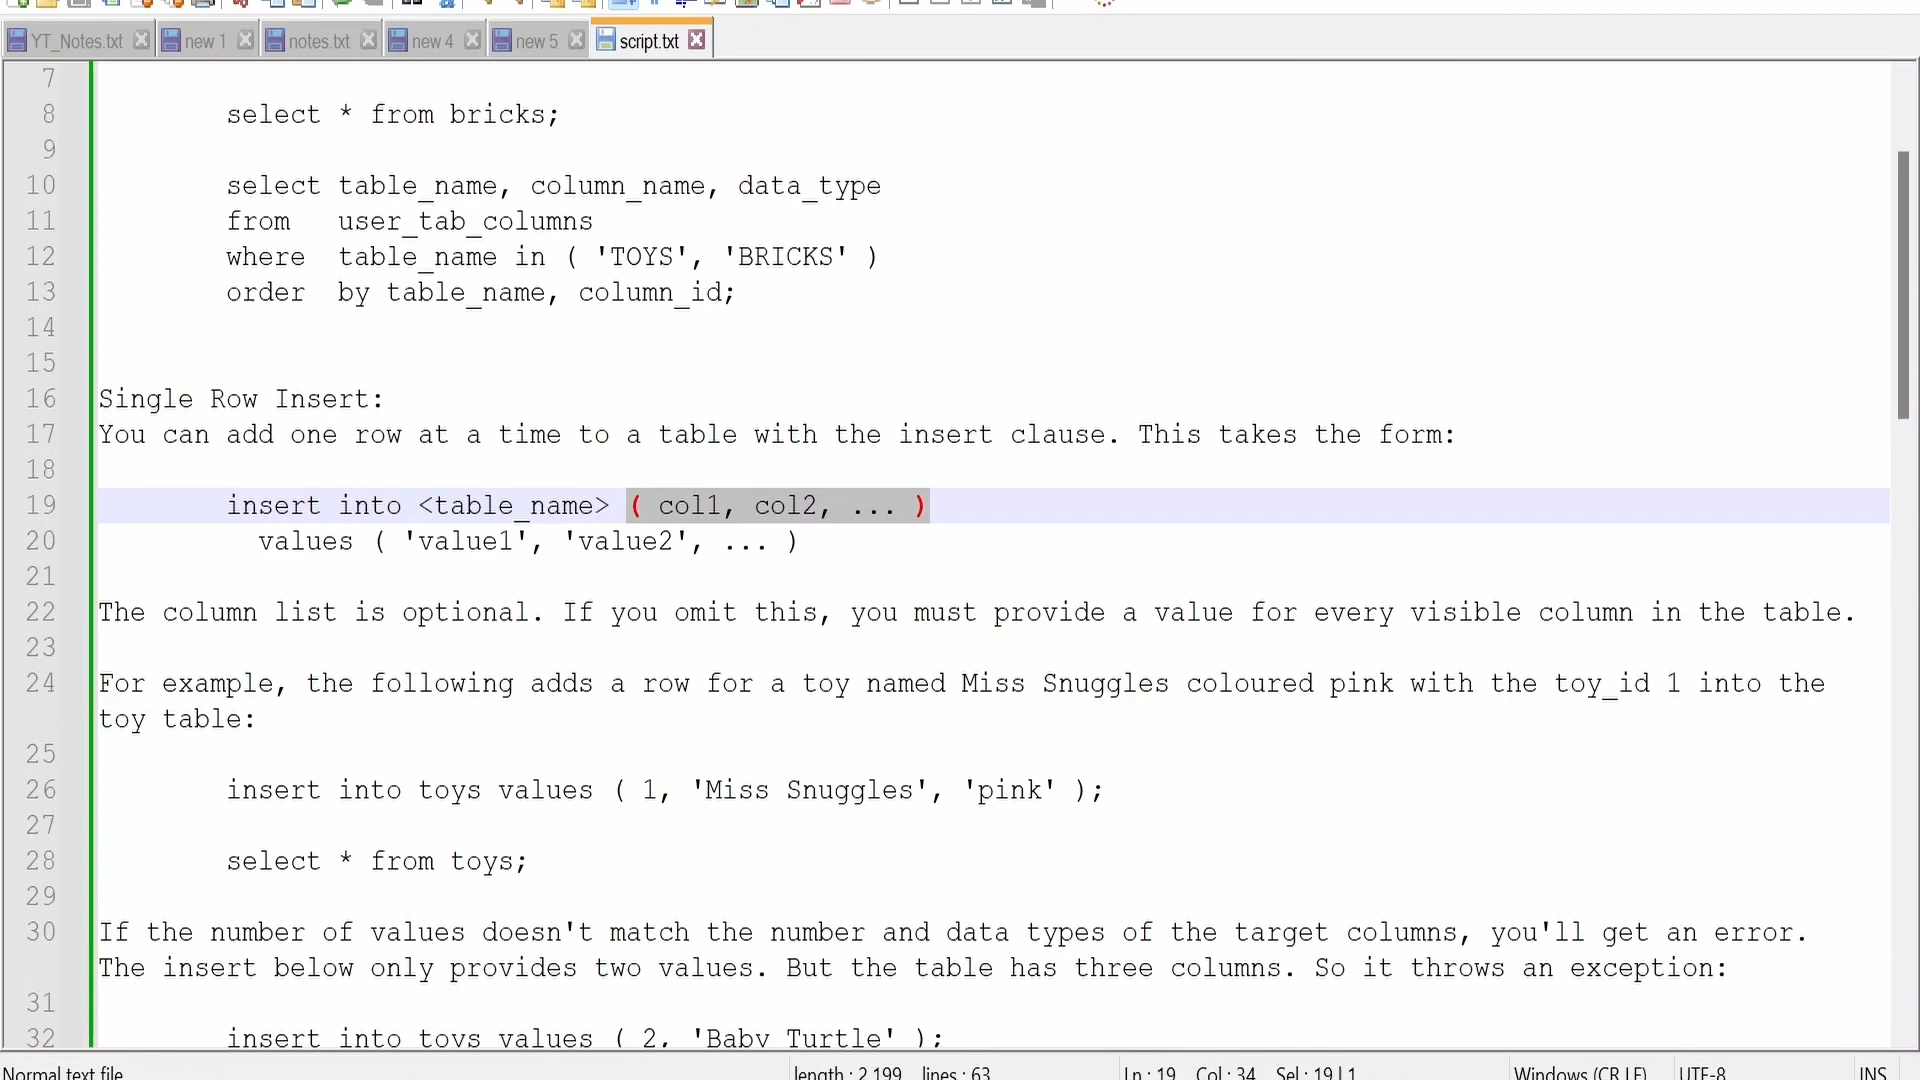 YT_Notes.txt new 1 notes.txt new 4 new 5 script.txt
7
8 select * from bricks;
9
10 select table_name, column_name, data_type
11 from user_tab_columns
12 where table_name in ( 'TOYS', 'BRICKS' )
13 order by table_name, column_id;
14
15
16 Single Row Insert:
17 You can add one row at a time to a table with the insert clause. This takes the form:
18
19 insert into <table_name> ( col1, col2, ... )
20 values ( 'value1', 'value2', ... )
21
22 The column list is optional. If you omit this, you must provide a value for every visible column in the table.
23
24 For example, the following adds a row for a toy named Miss Snuggles coloured pink with the toy_id 1 into the
toy table:
25
26 insert into toys values ( 1, 'Miss Snuggles', 'pink' );
27
28 select * from toys;
29
30 If the number of values doesn't match the number and data types of the target columns, you'll get an error.
The insert below only provides two values. But the table has three columns. So it throws an exception:
31
32 insert into toys values ( 2, 'Baby Turtle' );
Normal text file length : 2,199 lines : 63 Ln : 19 Col : 34 Sel : 19 | 1 Windows (CR LF) UTF-8 INS